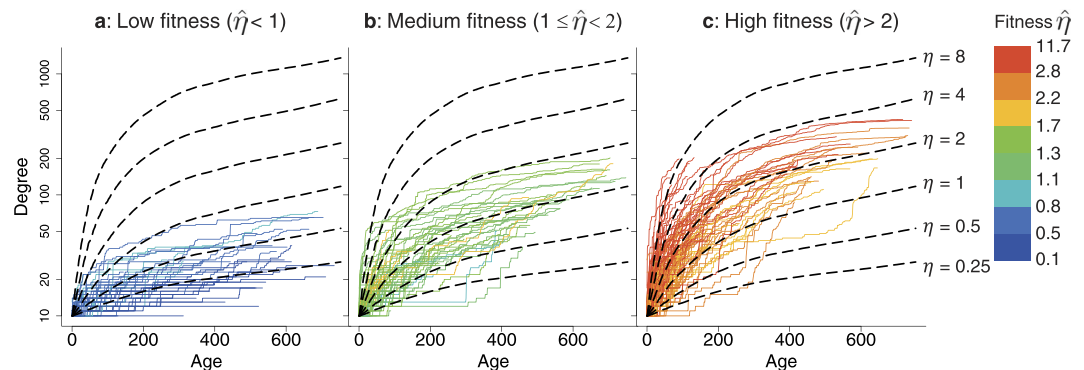 a: Low fitness (η̂ < 1)
b: Medium fitness (1 ≤ η̂ < 2)
c: High fitness (η̂ > 2)
Fitness η̂
Degree
1000
500
200
100
50
20
10
0 200 400 600
Age
0 200 400 600
Age
0 200 400 600
Age
η = 8
η = 4
η = 2
η = 1
η = 0.5
η = 0.25
11.7
2.8
2.2
1.7
1.3
1.1
0.8
0.5
0.1